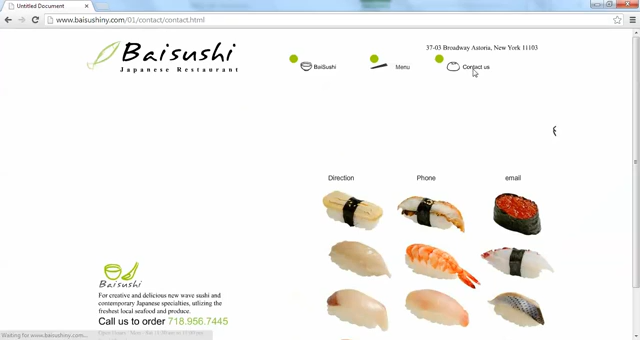 Untitled Document
www.baisushiny.com/01/contact/contact.html
Baisushi
Japanese Restaurant
37-03 Broadway Astoria, New York 11103
BaiSushi
Menu
Contact us
Direction
Phone
email
Baisushi
For creative and delicious new wave sushi and
contemporary Japanese specialties, utlizing the
freshest local seafood and produce.
Call us to order 718.956.7445
Waiting for www.baisushiny.com...